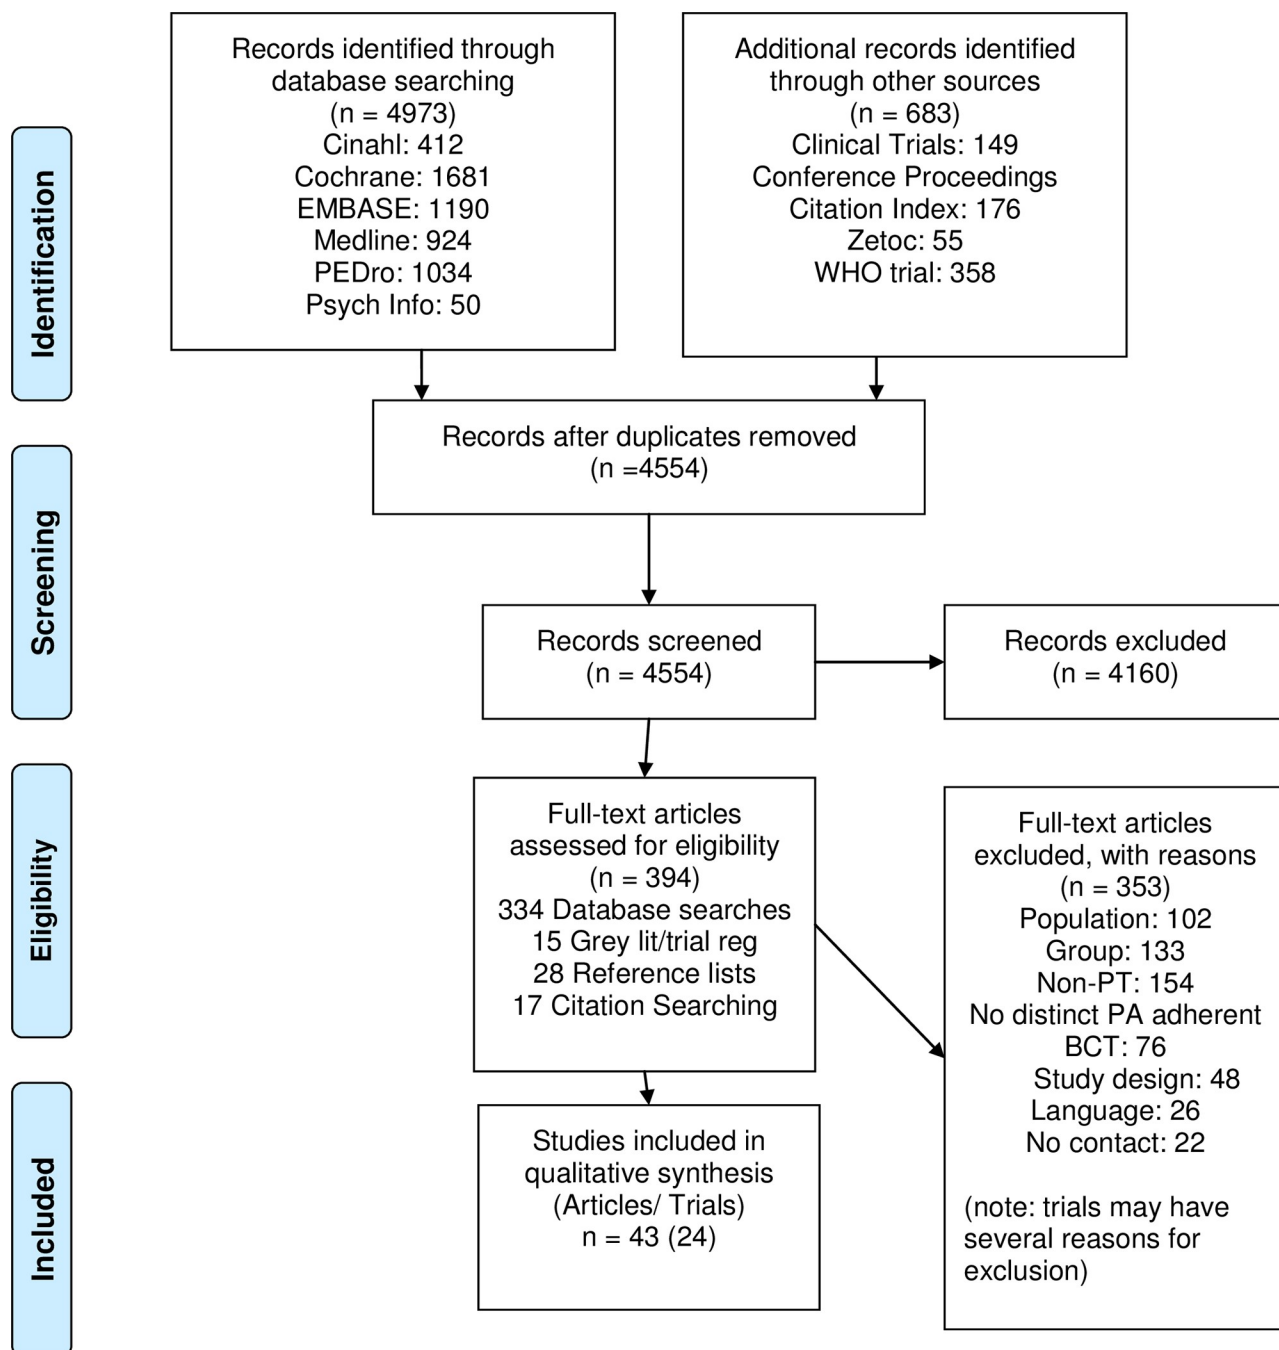 Records identified through
database searching
(n = 4973)
Cinahl: 412
Cochrane: 1681
EMBASE: 1190
Medline: 924
PEDro: 1034
Psych Info: 50
Additional records identified
through other sources
(n = 683)
Clinical Trials: 149
Conference Proceedings
Citation Index: 176
Zetoc: 55
WHO trial: 358
Identification
Records after duplicates removed
(n =4554)
Screening
Records screened
(n = 4554)
Records excluded
(n = 4160)
Eligibility
Full-text articles
assessed for eligibility
(n = 394)
334 Database searches
15 Grey lit/trial reg
28 Reference lists
17 Citation Searching
Full-text articles
excluded, with reasons
(n = 353)
Population: 102
Group: 133
Non-PT: 154
No distinct PA adherent
BCT: 76
Study design: 48
Language: 26
No contact: 22
(note: trials may have
several reasons for
exclusion)
Included
Studies included in
qualitative synthesis
(Articles/ Trials)
n = 43 (24)